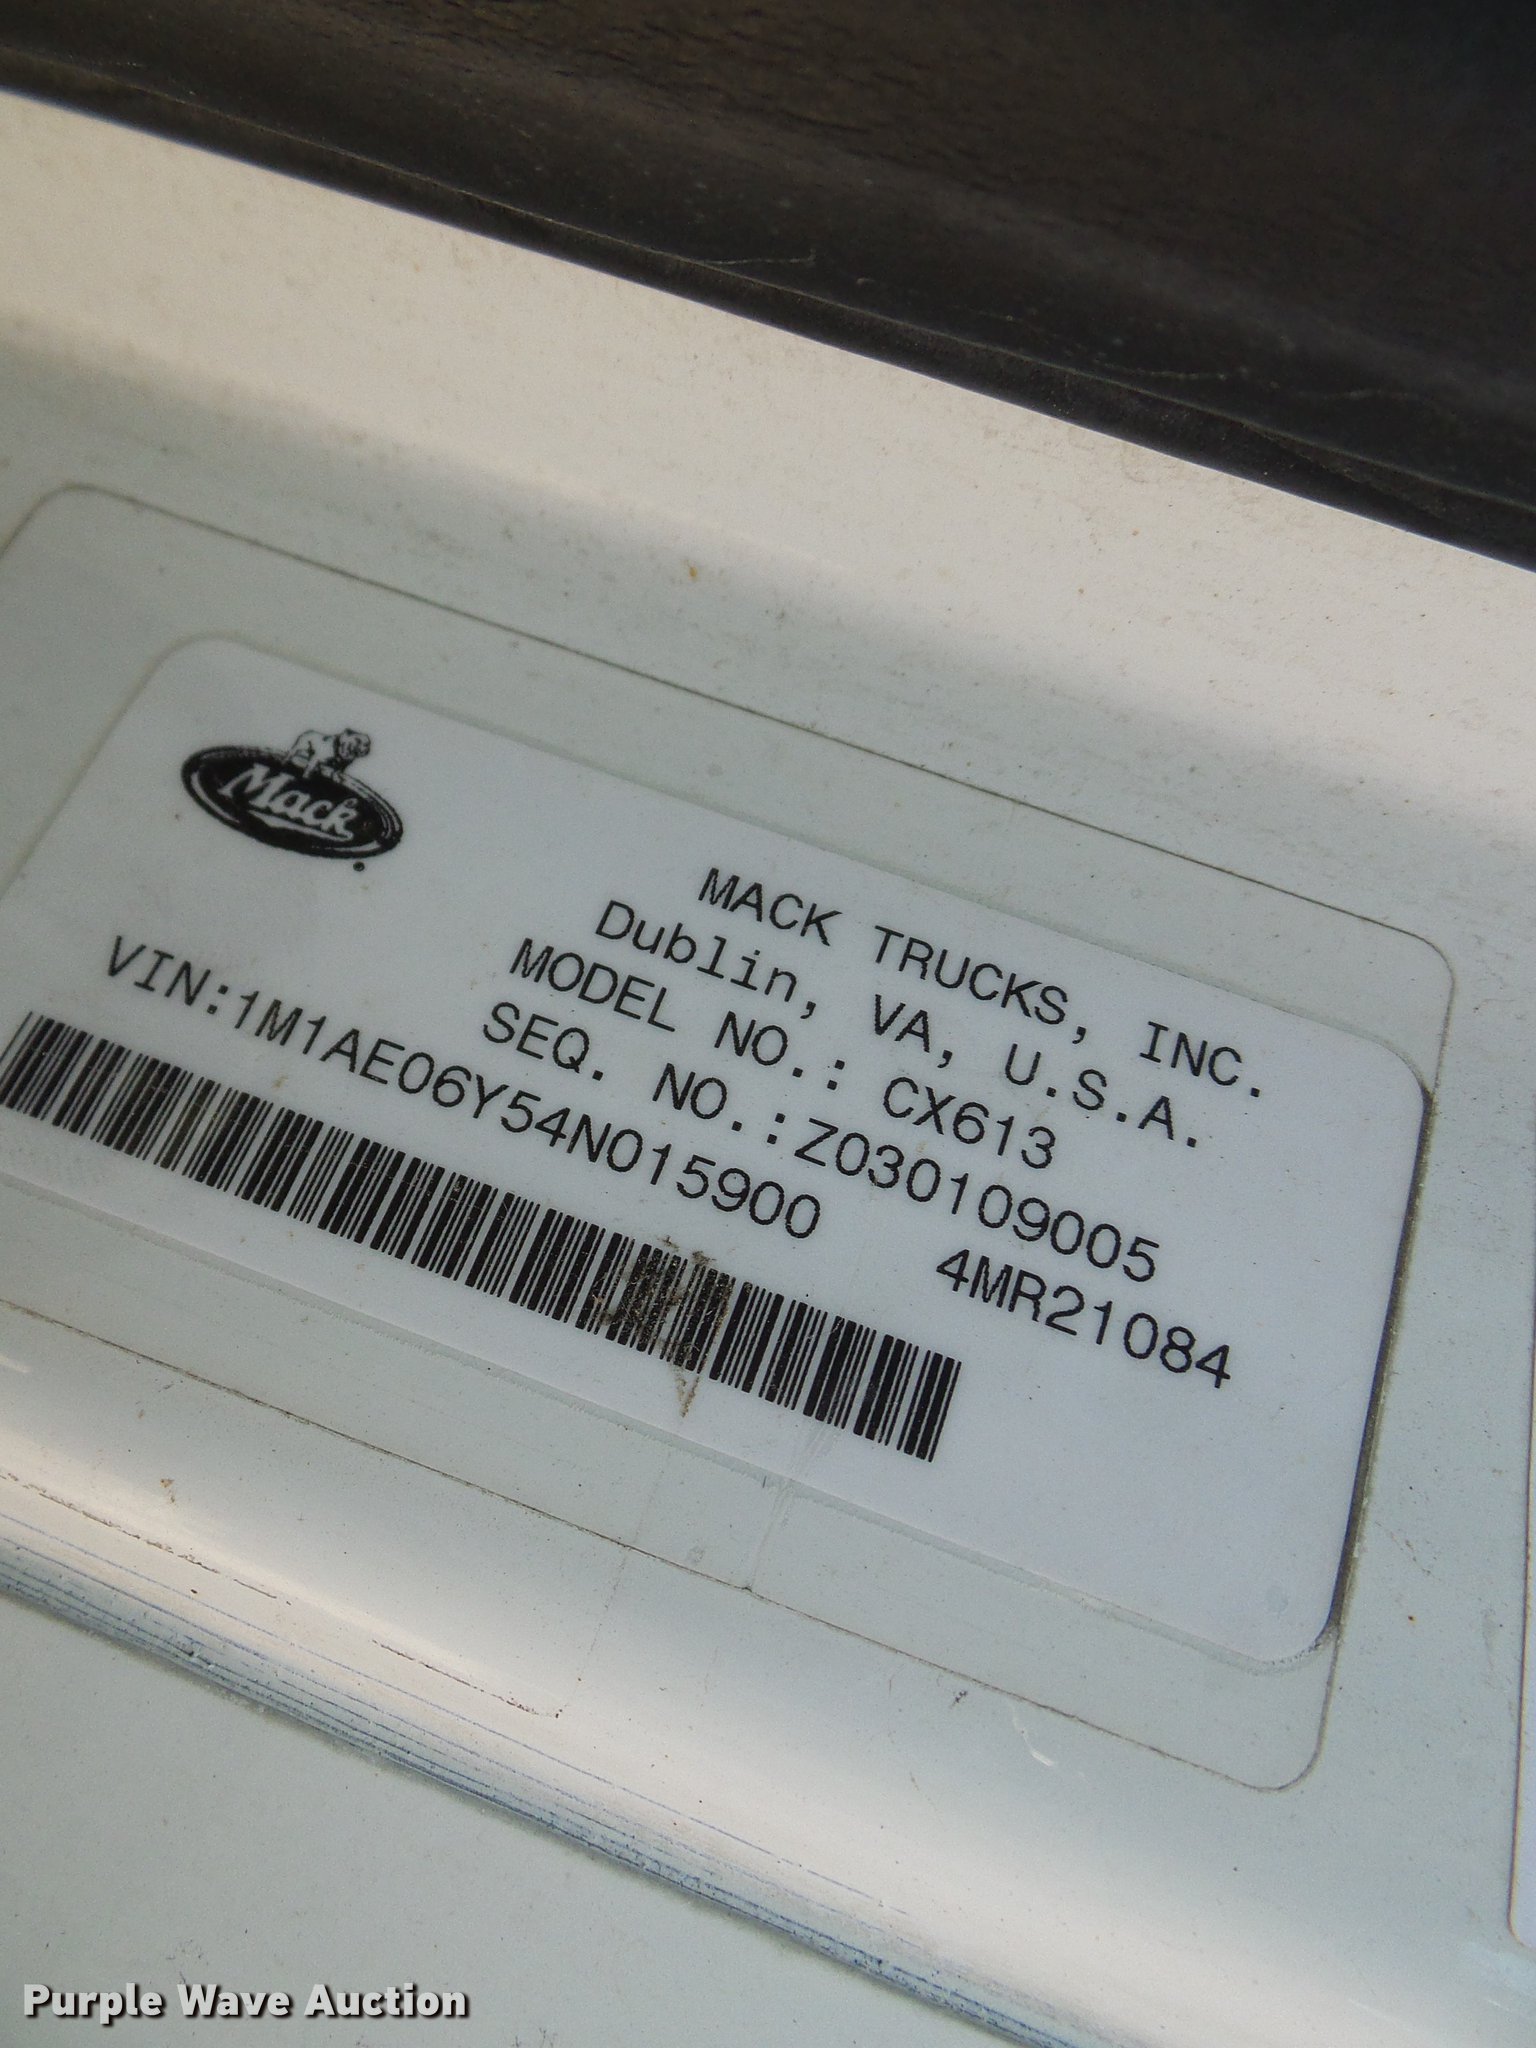 Mack
MACK TRUCKS, INC.
Dublin, VA, U.S.A.
MODEL NO.: CX613
SEQ. NO.:Z030109005
VIN:1M1AE06Y54N015900 4MR21084
Purple Wave Auction